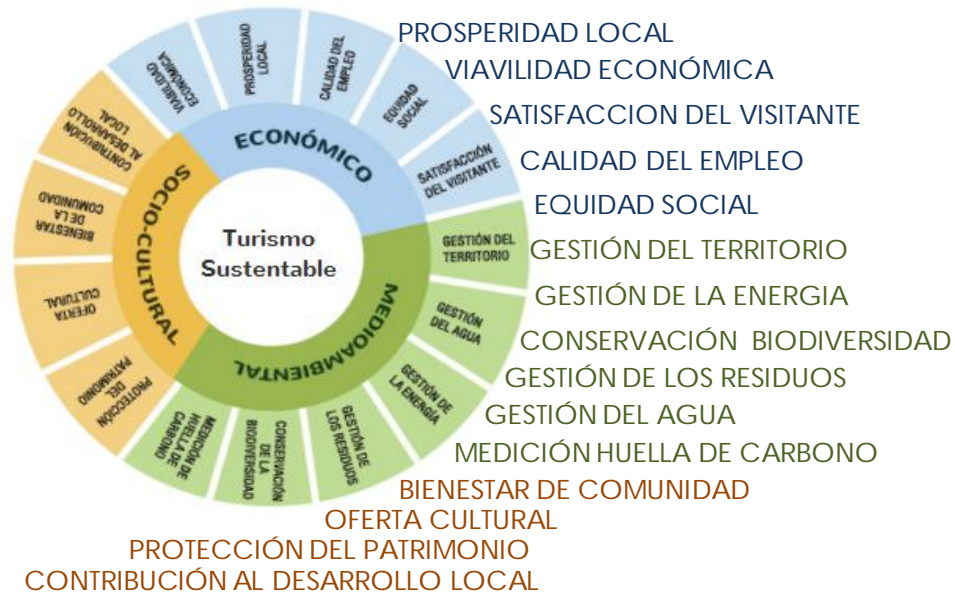 PROSPERIDAD LOCAL
VIAVILIDAD ECONÓMICA
SATISFACCION DEL VISITANTE
CALIDAD DEL EMPLEO
EQUIDAD SOCIAL
GESTIÓN DEL TERRITORIO
GESTIÓN DE LA ENERGIA
CONSERVACIÓN BIODIVERSIDAD
GESTIÓN DE LOS RESIDUOS
GESTIÓN DEL AGUA
MEDICIÓN HUELLA DE CARBONO
BIENESTAR DE COMUNIDAD
OFERTA CULTURAL
PROTECCIÓN DEL PATRIMONIO
CONTRIBUCIÓN AL DESARROLLO LOCAL
Turismo
Sustentable
ECONÓMICO
MEDIOAMBIENTAL
SOCIO-CULTURAL
VIABILIDAD
ECONÓMICA
PROSPERIDAD
LOCAL
CALIDAD DEL
EMPLEO
EQUIDAD
SOCIAL
SATISFACCIÓN
DEL VISITANTE
GESTIÓN DEL
TERRITORIO
GESTIÓN
DEL AGUA
GESTIÓN DE
LA ENERGÍA
GESTIÓN DE
LOS RESIDUOS
CONSERVACIÓN
DE LA
BIODIVERSIDAD
MEDICIÓN DE
HUELLA DE
CARBONO
PROTECCIÓN
DEL
PATRIMONIO
OFERTA
CULTURAL
BIENESTAR
DE LA
COMUNIDAD
CONTRIBUCIÓN
AL DESARROLLO
LOCAL